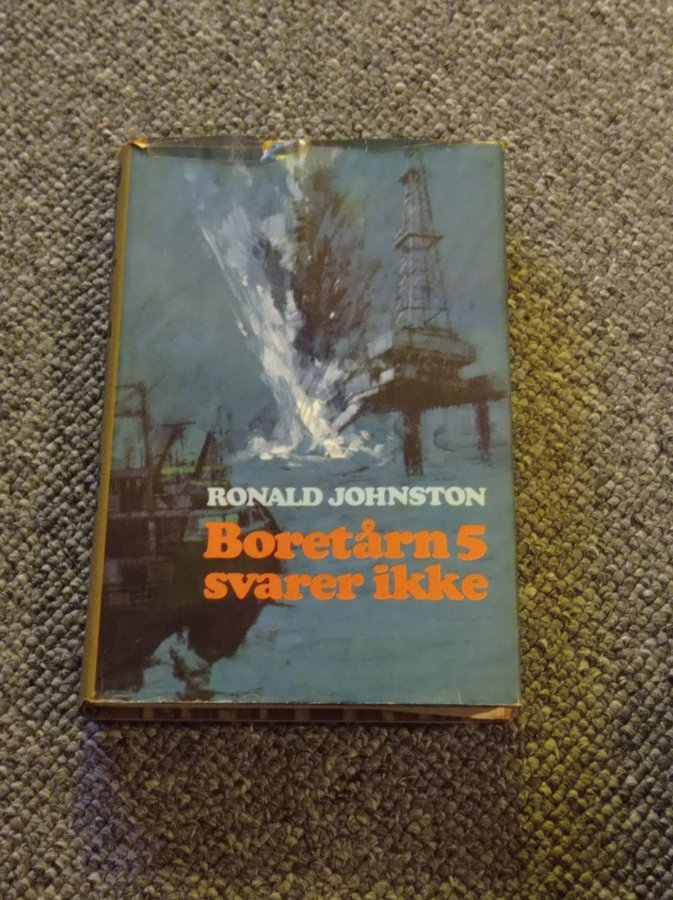 RONALD JOHNSTON
Boretårn 5
svarer ikke